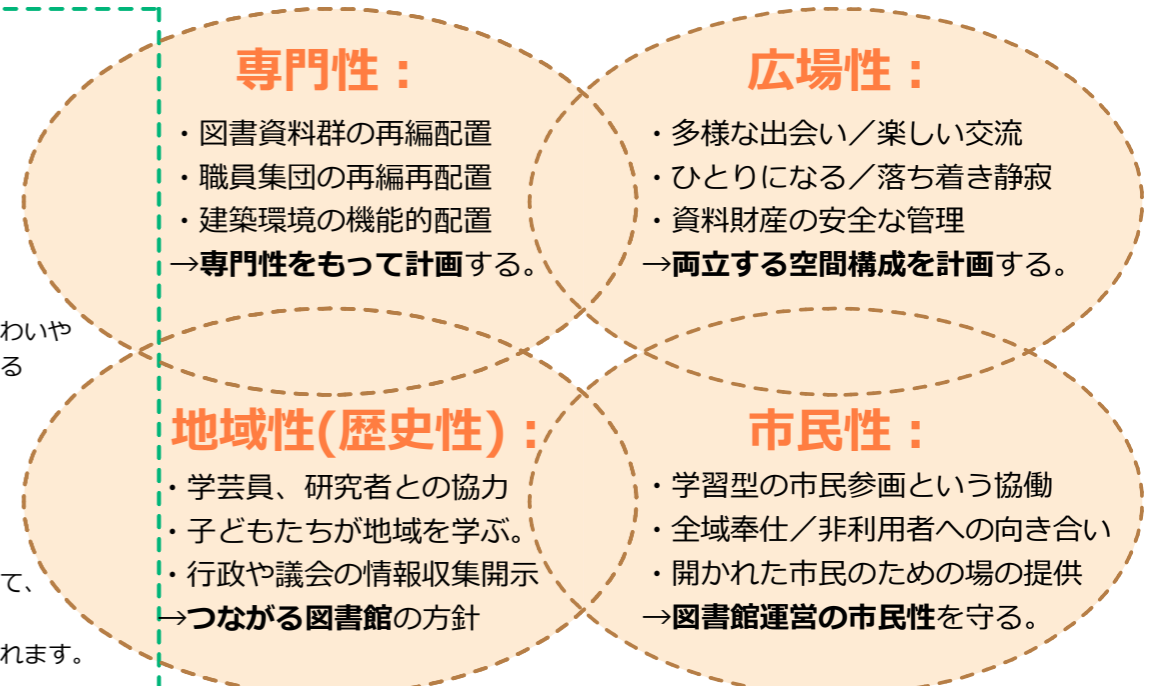 専門性：
・図書資料群の再編配置
・職員集団の再編再配置
・建築環境の機能的配置
→専門性をもって計画する。
広場性：
・多様な出会い／楽しい交流
・ひとりになる／落ち着き静寂
・資料財産の安全な管理
→両立する空間構成を計画する。
わいや
る
地域性(歴史性)：
・学芸員、研究者との協力
・子どもたちが地域を学ぶ。
・行政や議会の情報収集開示
→つながる図書館の方針
市民性：
・学習型の市民参画という協働
・全域奉仕／非利用者への向き合い
・開かれた市民のための場の提供
→図書館運営の市民性を守る。
て、
れます。